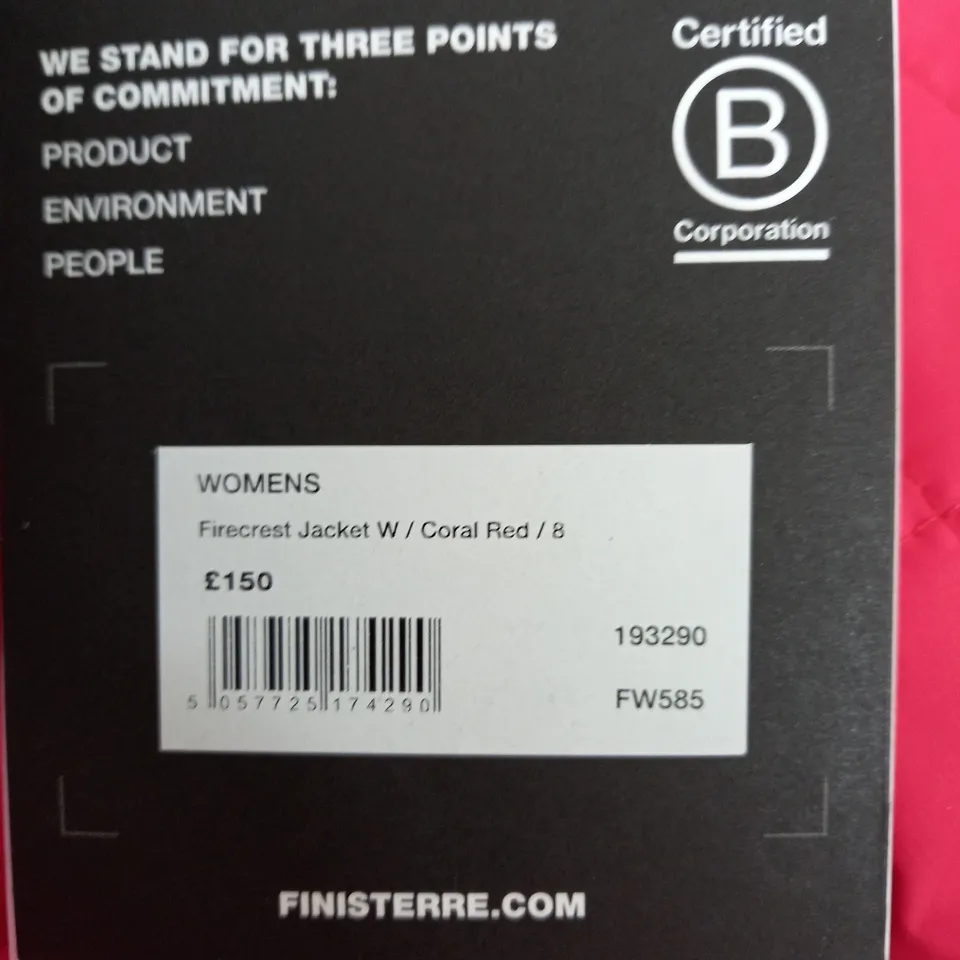 WE STAND FOR THREE POINTS
OF COMMITMENT:
PRODUCT
ENVIRONMENT
PEOPLE
Certified
B
Corporation
WOMENS
Firecrest Jacket W / Coral Red / 8
£150
5 057725 174290
193290
FW585
FINISTERRE.COM